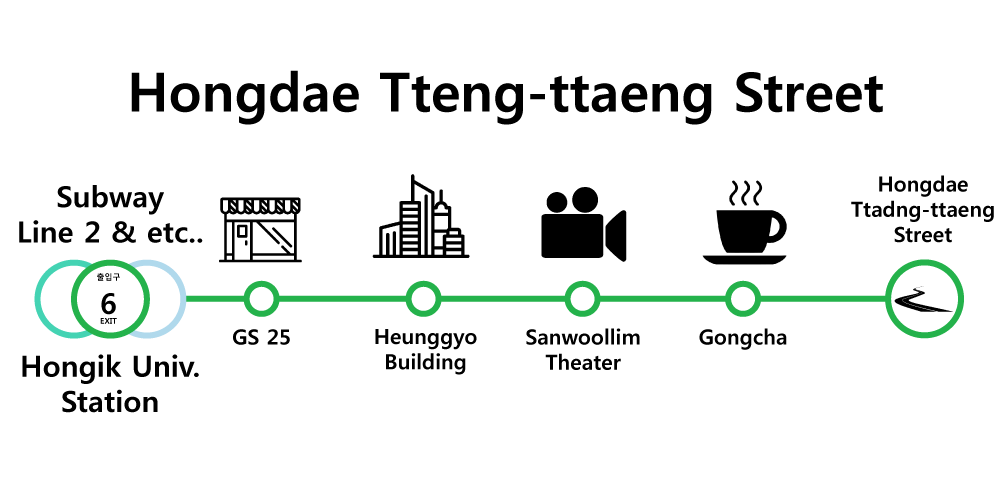 Hongdae Tteng-ttaeng Street
Subway
Line 2 & etc..
출입구
6
EXIT
Hongik Univ.
Station
GS 25
Heunggyo
Building
Sanwoollim
Theater
Gongcha
Hongdae
Ttadng-ttaeng
Street